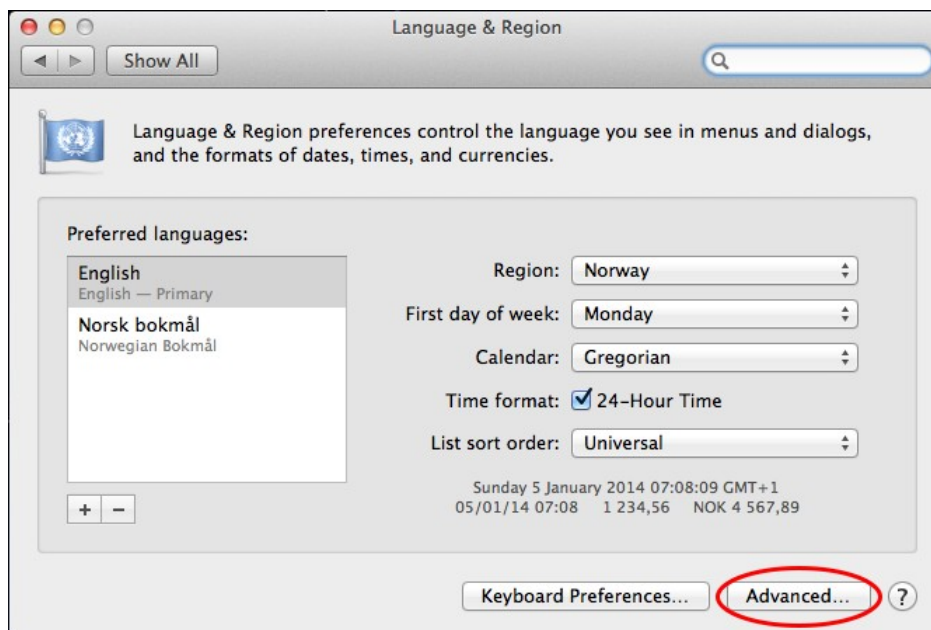 Language & Region
Show All
Language & Region preferences control the language you see in menus and dialogs,
and the formats of dates, times, and currencies.
Preferred languages:
English
English — Primary
Norsk bokmål
Norwegian Bokmål
+ −
Region: Norway
First day of week: Monday
Calendar: Gregorian
Time format: 24-Hour Time
List sort order: Universal
Sunday 5 January 2014 07:08:09 GMT+1
05/01/14 07:08 1 234,56 NOK 4 567,89
Keyboard Preferences... Advanced... ?